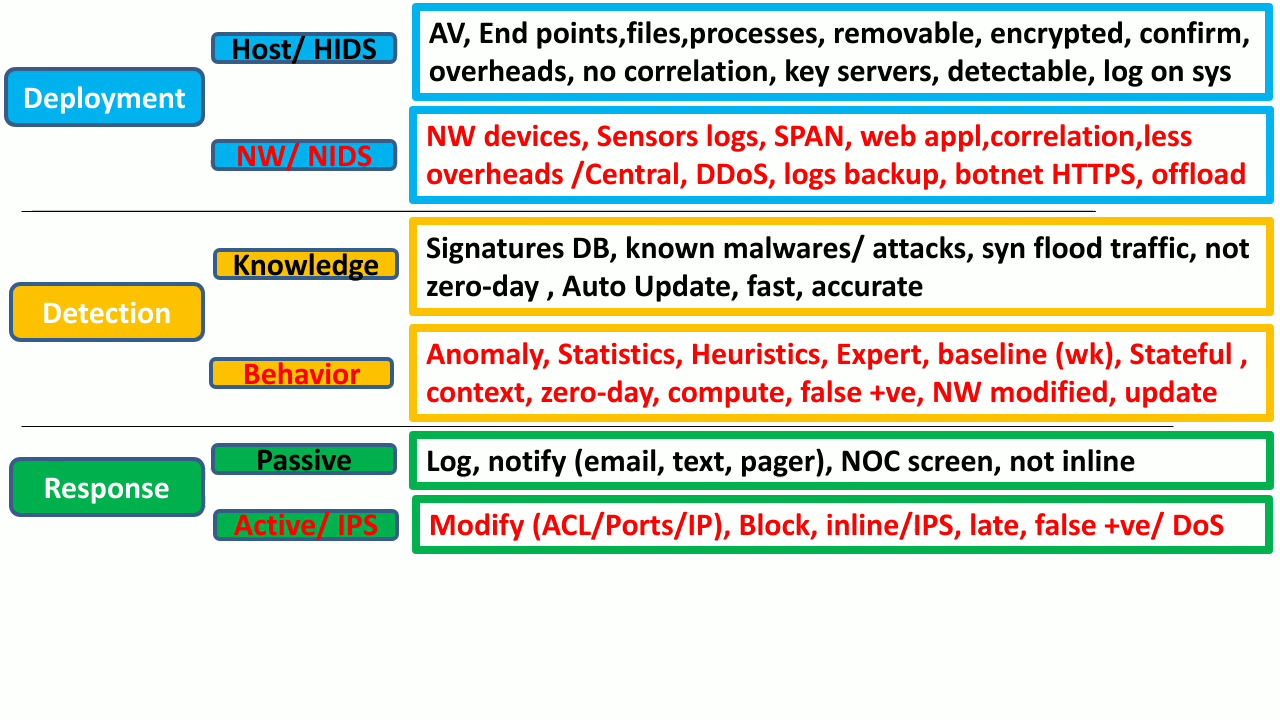 Deployment
Host/ HIDS
AV, End points,files,processes, removable, encrypted, confirm,
overheads, no correlation, key servers, detectable, log on sys
NW/ NIDS
NW devices, Sensors logs, SPAN, web appl,correlation,less
overheads /Central, DDoS, logs backup, botnet HTTPS, offload
Detection
Knowledge
Signatures DB, known malwares/ attacks, syn flood traffic, not
zero-day , Auto Update, fast, accurate
Behavior
Anomaly, Statistics, Heuristics, Expert, baseline (wk), Stateful ,
context, zero-day, compute, false +ve, NW modified, update
Response
Passive
Log, notify (email, text, pager), NOC screen, not inline
Active/ IPS
Modify (ACL/Ports/IP), Block, inline/IPS, late, false +ve/ DoS